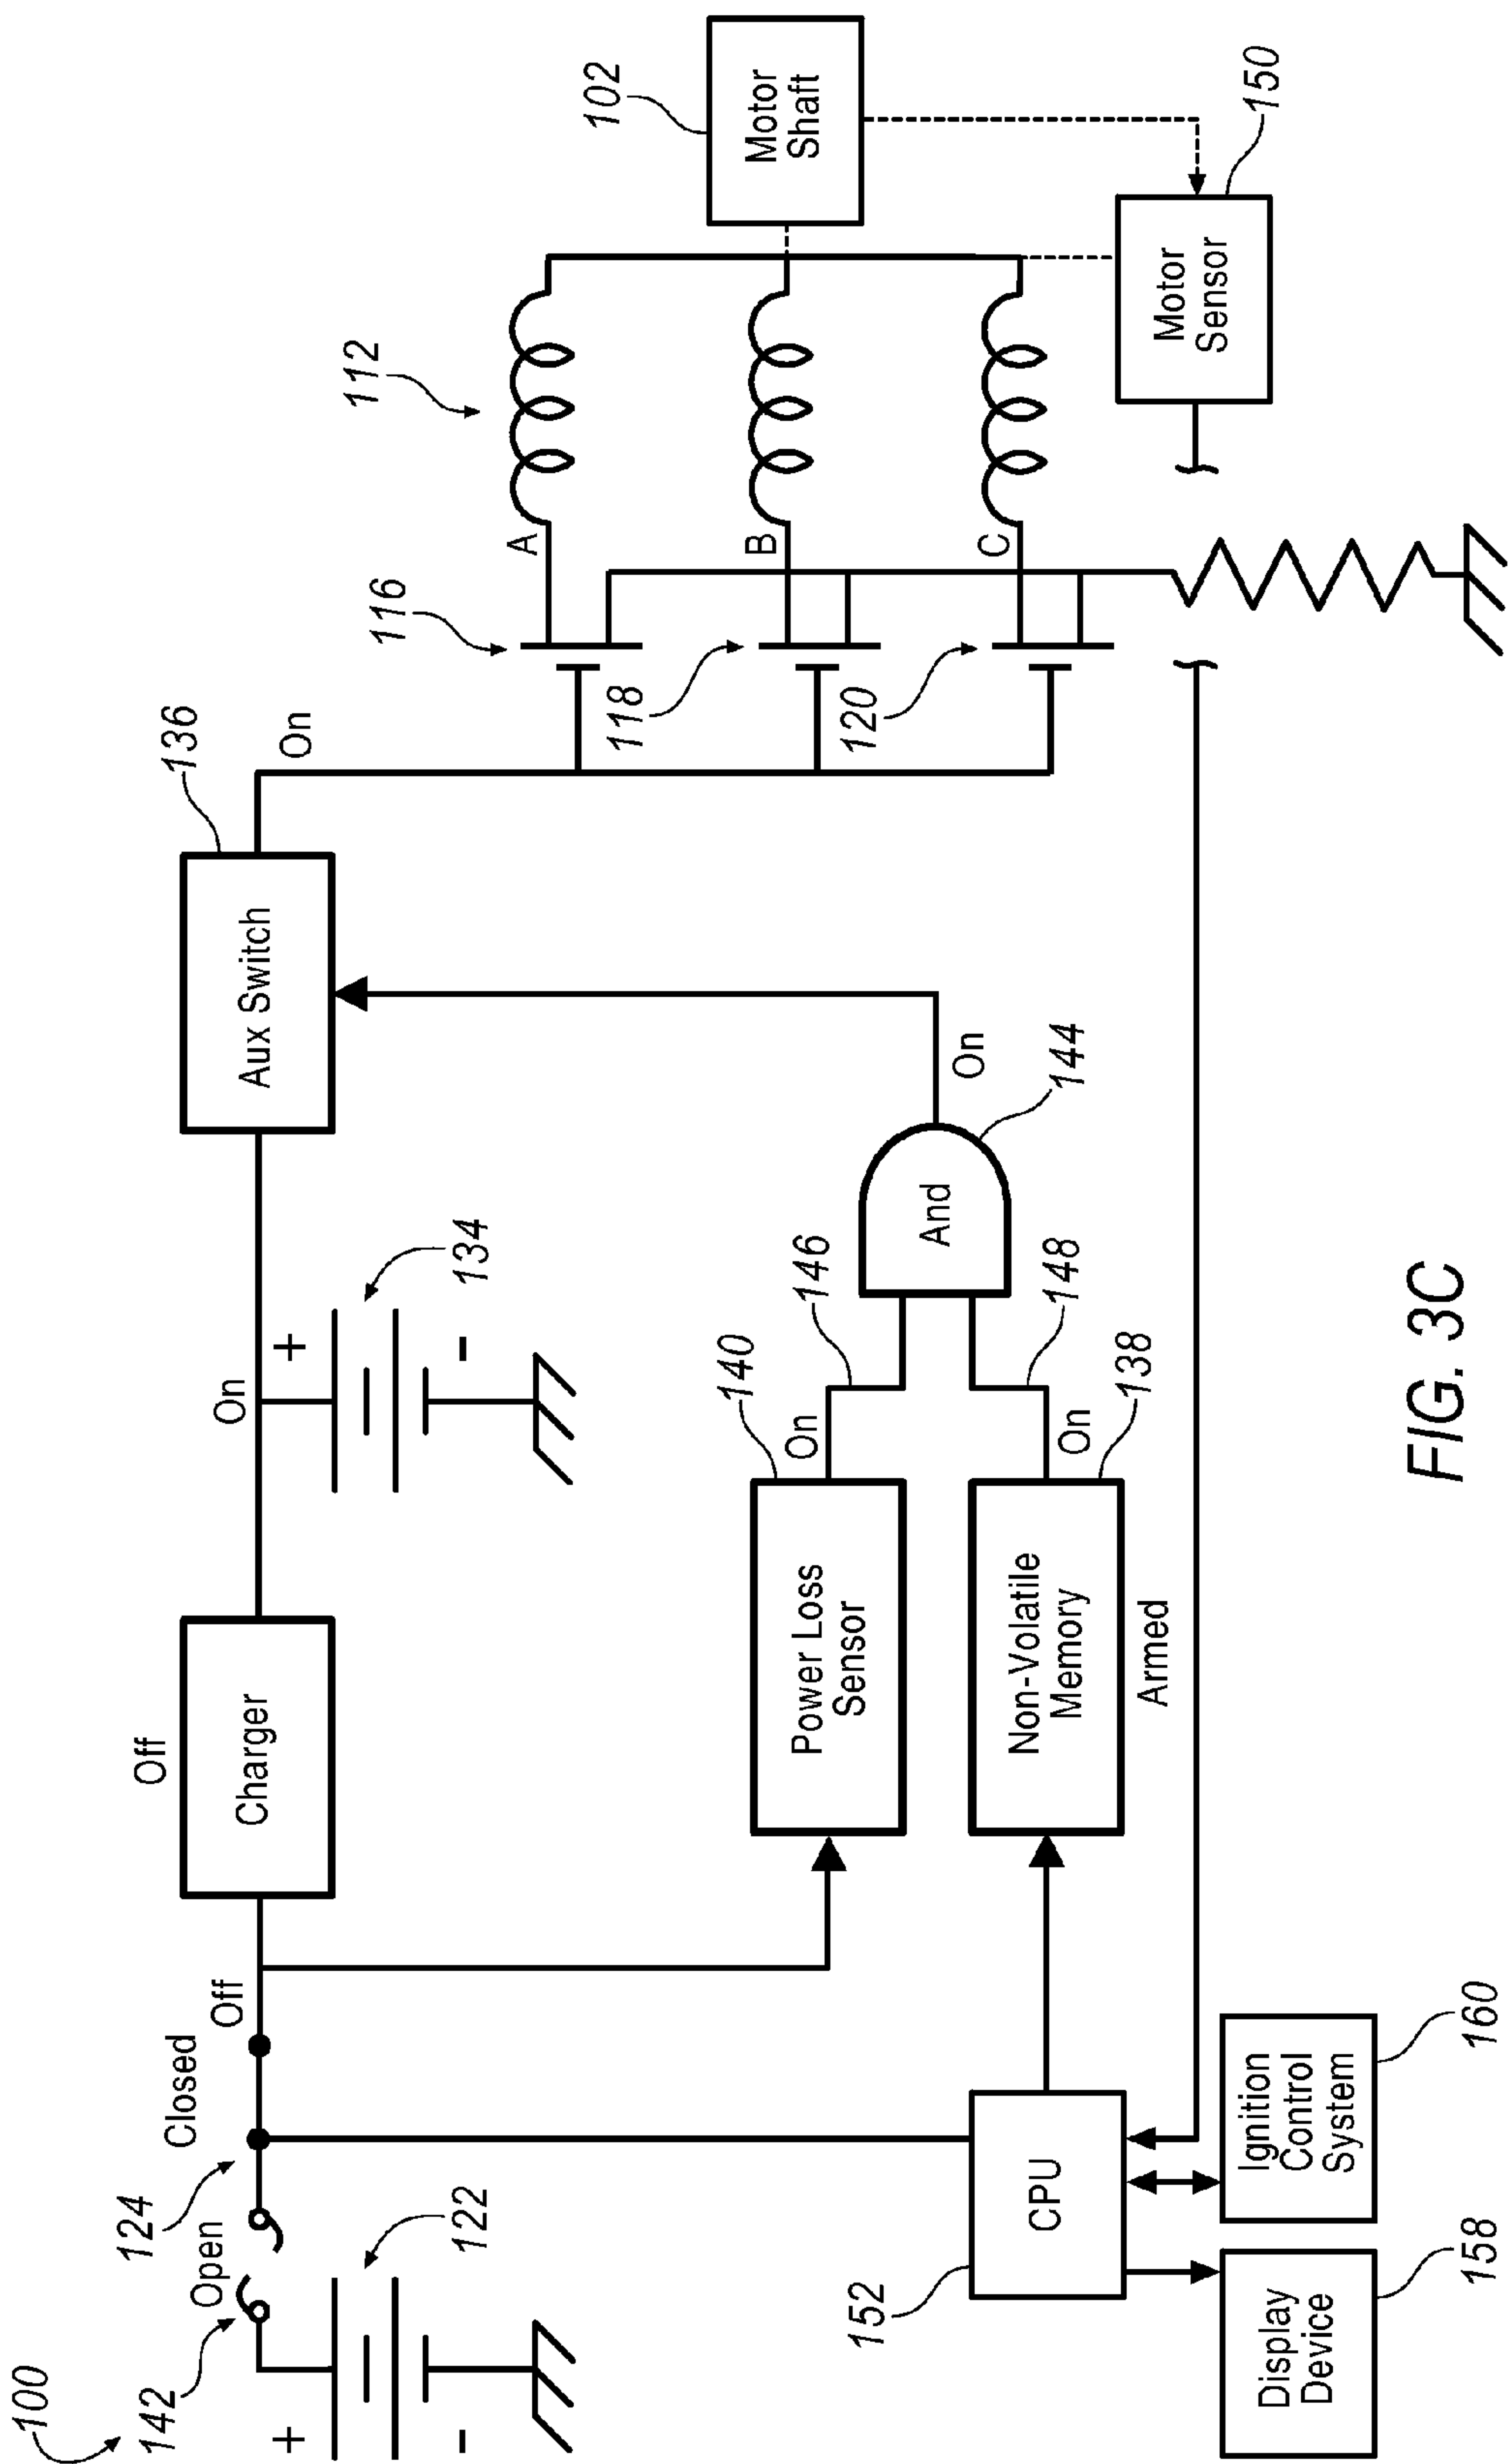 100
142
Open
124
Closed
Off
Off
Charger
On
+
-
134
Aux Switch
136
On
116
A
112
118
B
120
C
102
Motor
Shaft
Motor
Sensor
150
+
-
122
140
On
146
Power Loss
Sensor
And
On
144
148
On
138
Non-Volatile
Memory
Armed
152
CPU
Display
Device
158
Ignition
Control
System
160
FIG. 3C